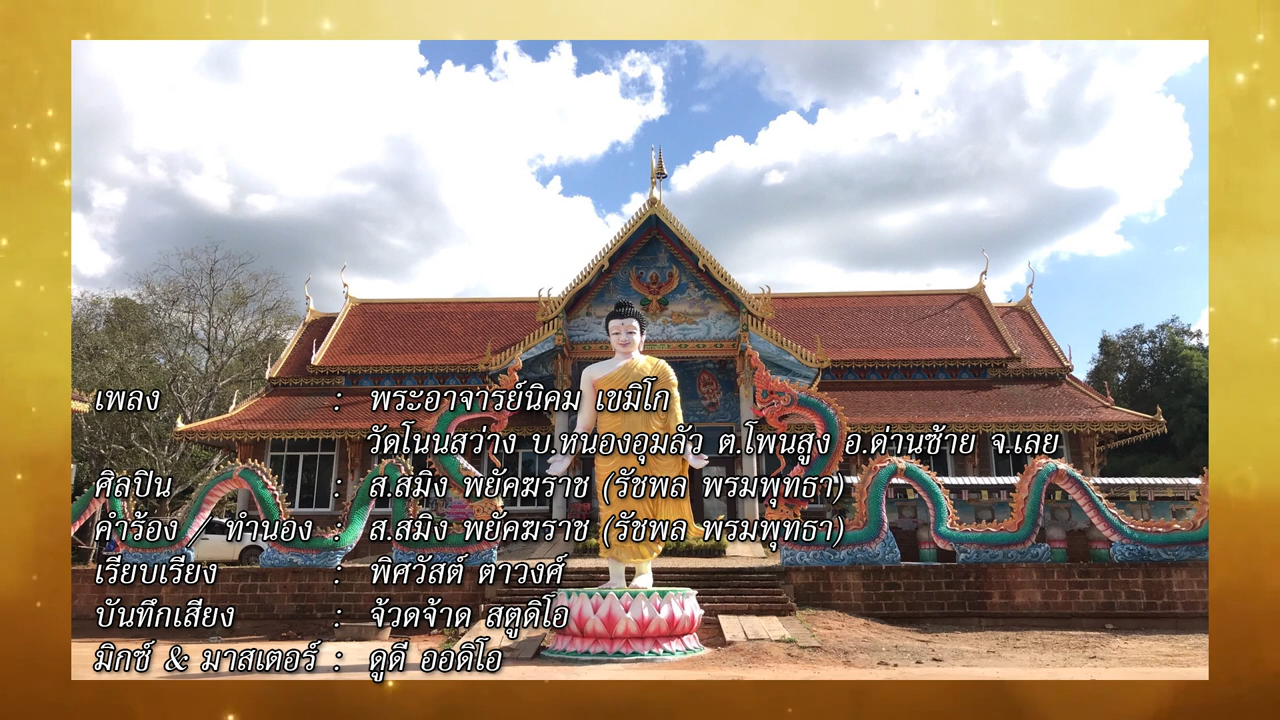 เพลง : พระอาจารย์นิคม เขมิโก
วัดโนนสว่าง บ.หนองอุมลัว ต.โพนสูง อ.ด่านซ้าย จ.เลย
ศิลปิน : ส.สมิง พยัคฆราช (รัชพล พรมพุทธา)
คำร้อง / ทำนอง : ส.สมิง พยัคฆราช (รัชพล พรมพุทธา)
เรียบเรียง : พิศวัสต์ ตาวงศ์
บันทึกเสียง : จ้วดจ้าด สตูดิโอ
มิกซ์ & มาสเตอร์ : ดูดี ออดิโอ